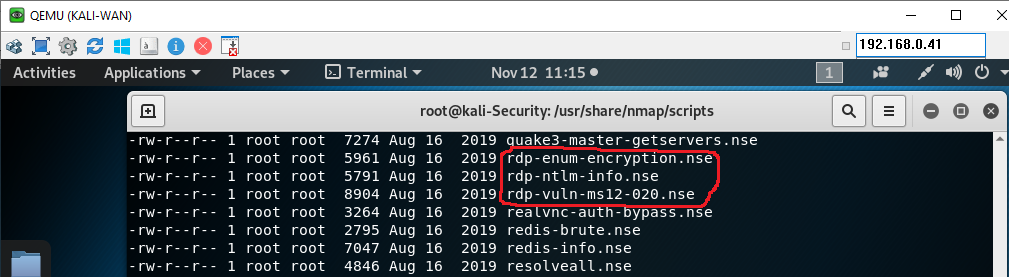 QEMU (KALI-WAN)
192.168.0.41
Activities Applications Places Terminal Nov 12 11:15 1
root@kali-Security: /usr/share/nmap/scripts
-rw-r--r-- 1 root root 7274 Aug 16 2019 quake3-master-getservers.nse
-rw-r--r-- 1 root root 5961 Aug 16 2019 rdp-enum-encryption.nse
-rw-r--r-- 1 root root 5791 Aug 16 2019 rdp-ntlm-info.nse
-rw-r--r-- 1 root root 8904 Aug 16 2019 rdp-vuln-ms12-020.nse
-rw-r--r-- 1 root root 3264 Aug 16 2019 realvnc-auth-bypass.nse
-rw-r--r-- 1 root root 2795 Aug 16 2019 redis-brute.nse
-rw-r--r-- 1 root root 7047 Aug 16 2019 redis-info.nse
-rw-r--r-- 1 root root 4846 Aug 16 2019 resolveall.nse